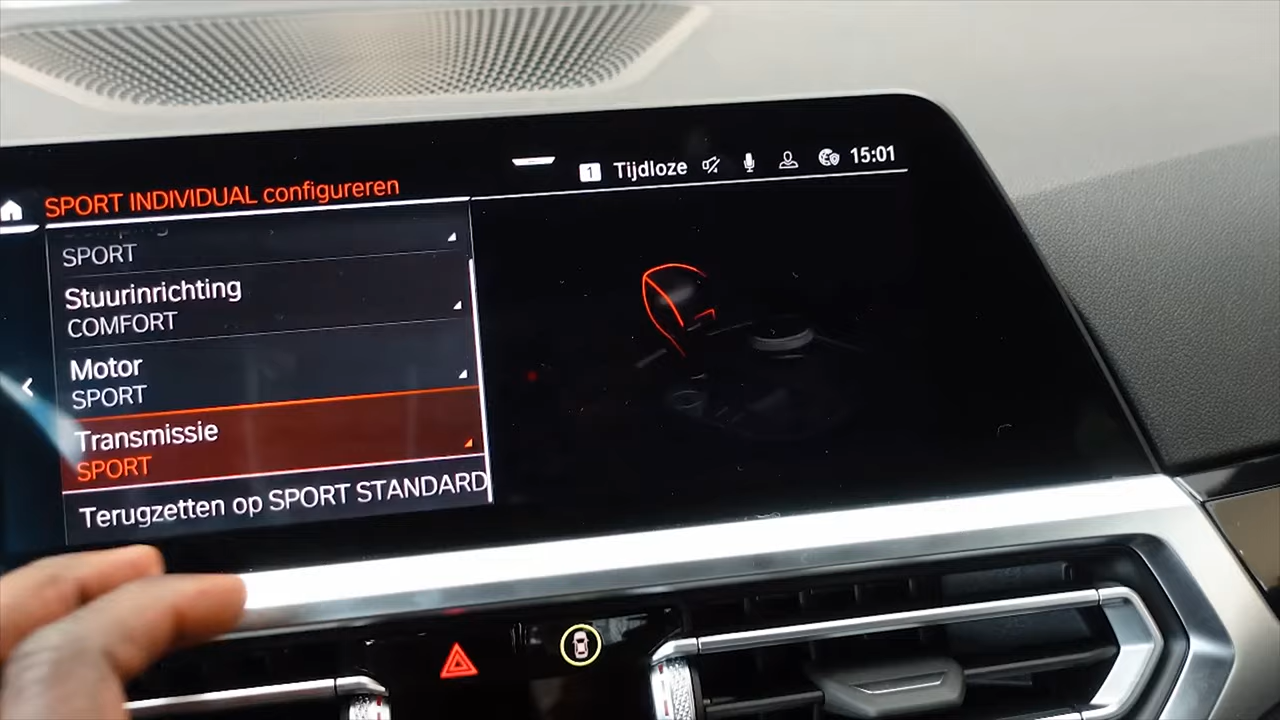 1 Tijdloze 15:01
SPORT INDIVIDUAL configureren
SPORT
Stuurinrichting
COMFORT
Motor
SPORT
Transmissie
SPORT
Terugzetten op SPORT STANDARD